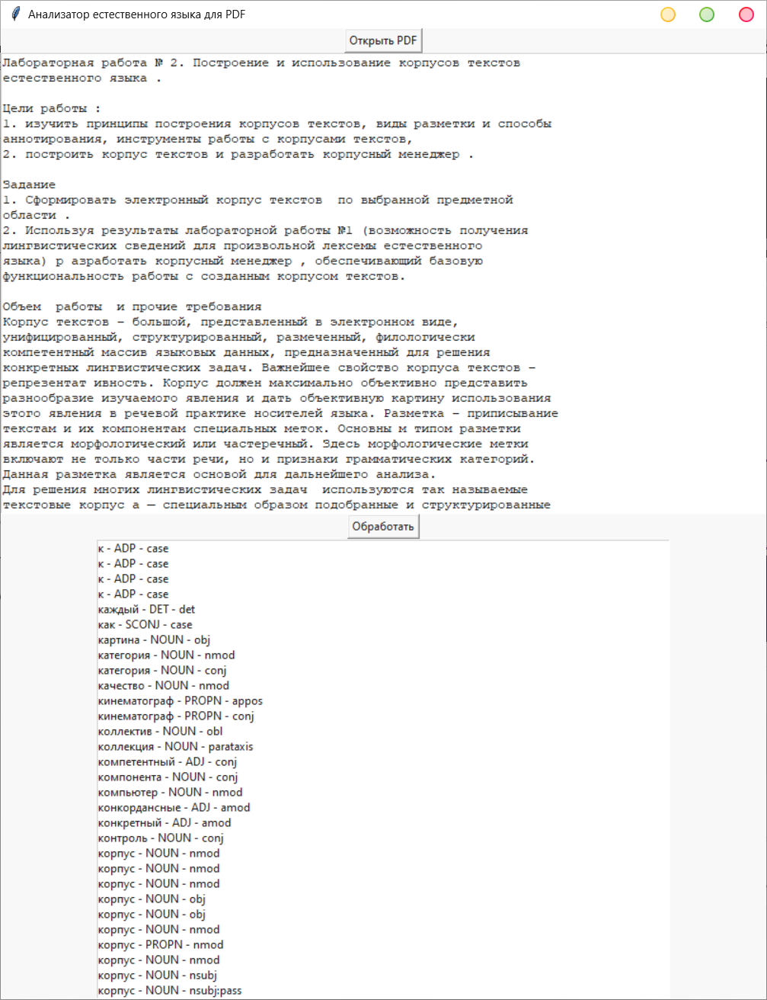 Анализатор естественного языка для PDF
Открыть PDF
Лабораторная работа № 2. Построение и использование корпусов текстов
естественного языка .
Цели работы :
1. изучить принципы построения корпусов текстов, виды разметки и способы
аннотирования, инструменты работы с корпусами текстов,
2. построить корпус текстов и разработать корпусный менеджер .
Задание
1. Сформировать электронный корпус текстов  по выбранной предметной
области .
2. Используя результаты лабораторной работы №1 (возможность получения
лингвистических сведений для произвольной лексемы естественного
языка) р азработать корпусный менеджер , обеспечивающий базовую
функциональность работы с созданным корпусом текстов.
Объем  работы  и прочие требования
Корпус текстов – большой, представленный в электронном виде,
унифицированный, структурированный, размеченный, филологически
компетентный массив языковых данных, предназначенный для решения
конкретных лингвистических задач. Важнейшее свойство корпуса текстов –
репрезентат ивность. Корпус должен максимально объективно представить
разнообразие изучаемого явления и дать объективную картину использования
этого явления в речевой практике носителей языка. Разметка – приписывание
текстам и их компонентам специальных меток. Основны м типом разметки
является морфологический или частеречный. Здесь морфологические метки
включают не только части речи, но и признаки грамматических категорий.
Данная разметка является основой для дальнейшего анализа.
Для решения многих лингвистических задач  используются так называемые
текстовые корпус а — специальным образом подобранные и структурированные
Обработать
к - ADP - case
к - ADP - case
к - ADP - case
к - ADP - case
каждый - DET - det
как - SCONJ - case
картина - NOUN - obj
категория - NOUN - nmod
категория - NOUN - conj
качество - NOUN - nmod
кинематограф - PROPN - appos
кинематограф - PROPN - conj
коллектив - NOUN - obl
коллекция - NOUN - parataxis
компетентный - ADJ - conj
компонента - NOUN - conj
компьютер - NOUN - nmod
конкордансные - ADJ - amod
конкретный - ADJ - amod
контроль - NOUN - conj
корпус - NOUN - nmod
корпус - NOUN - nmod
корпус - NOUN - nmod
корпус - NOUN - obj
корпус - NOUN - obj
корпус - NOUN - nmod
корпус - PROPN - nmod
корпус - NOUN - nmod
корпус - NOUN - nsubj
корпус - NOUN - nsubj:pass